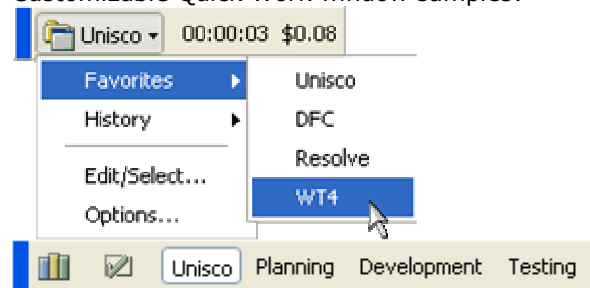 Customizable Quick Work window samples:
Unisco 00:00:03 $0.08
Favorites
History
Edit/Select...
Options...
Unisco
DFC
Resolve
WT4
Unisco Planning Development Testing